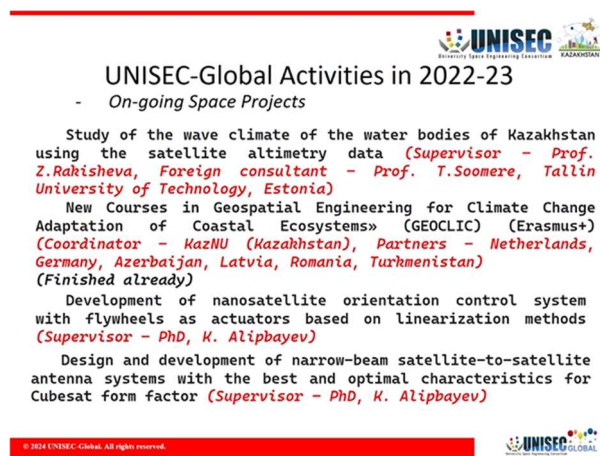 UNISEC
University Space Engineering Consortium
KAZAKHSTAN
UNISEC-Global Activities in 2022-23
- On-going Space Projects
Study of the wave climate of the water bodies of Kazakhstan
using the satellite altimetry data (Supervisor – Prof.
Z.Rakisheva, Foreign consultant – Prof. T.Soomere, Tallin
University of Technology, Estonia)
New Courses in Geospatial Engineering for Climate Change
Adaptation of Coastal Ecosystems» (GEOCLIC) (Erasmus+)
(Coordinator – KazNU (Kazakhstan), Partners – Netherlands,
Germany, Azerbaijan, Latvia, Romania, Turkmenistan)
(Finished already)
Development of nanosatellite orientation control system
with flywheels as actuators based on linearization methods
(Supervisor – PhD, K. Alipbayev)
Design and development of narrow-beam satellite-to-satellite
antenna systems with the best and optimal characteristics for
Cubesat form factor (Supervisor – PhD, K. Alipbayev)
© 2024 UNISEC-Global. All rights reserved.
UNISEC GLOBAL
University Space Engineering Consortium